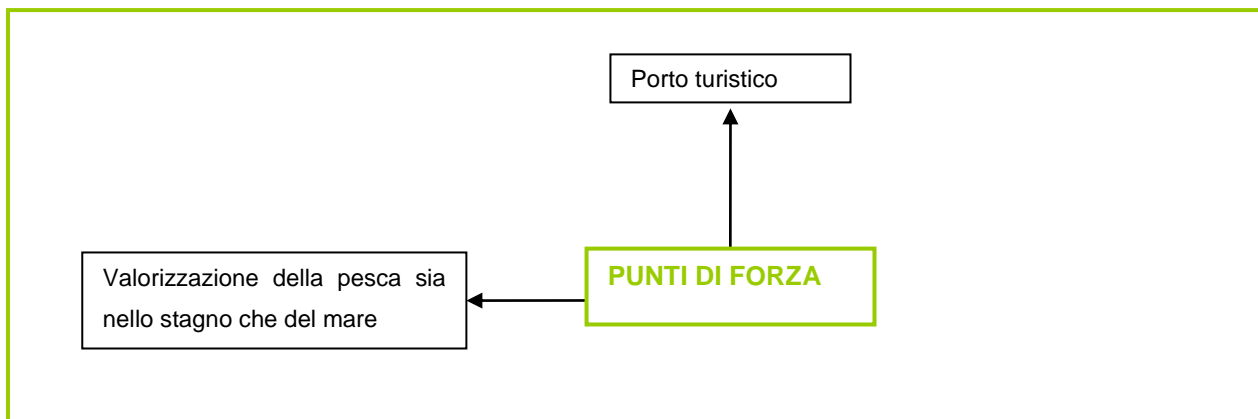 Porto turistico
Valorizzazione della pesca sia
nello stagno che del mare
PUNTI DI FORZA